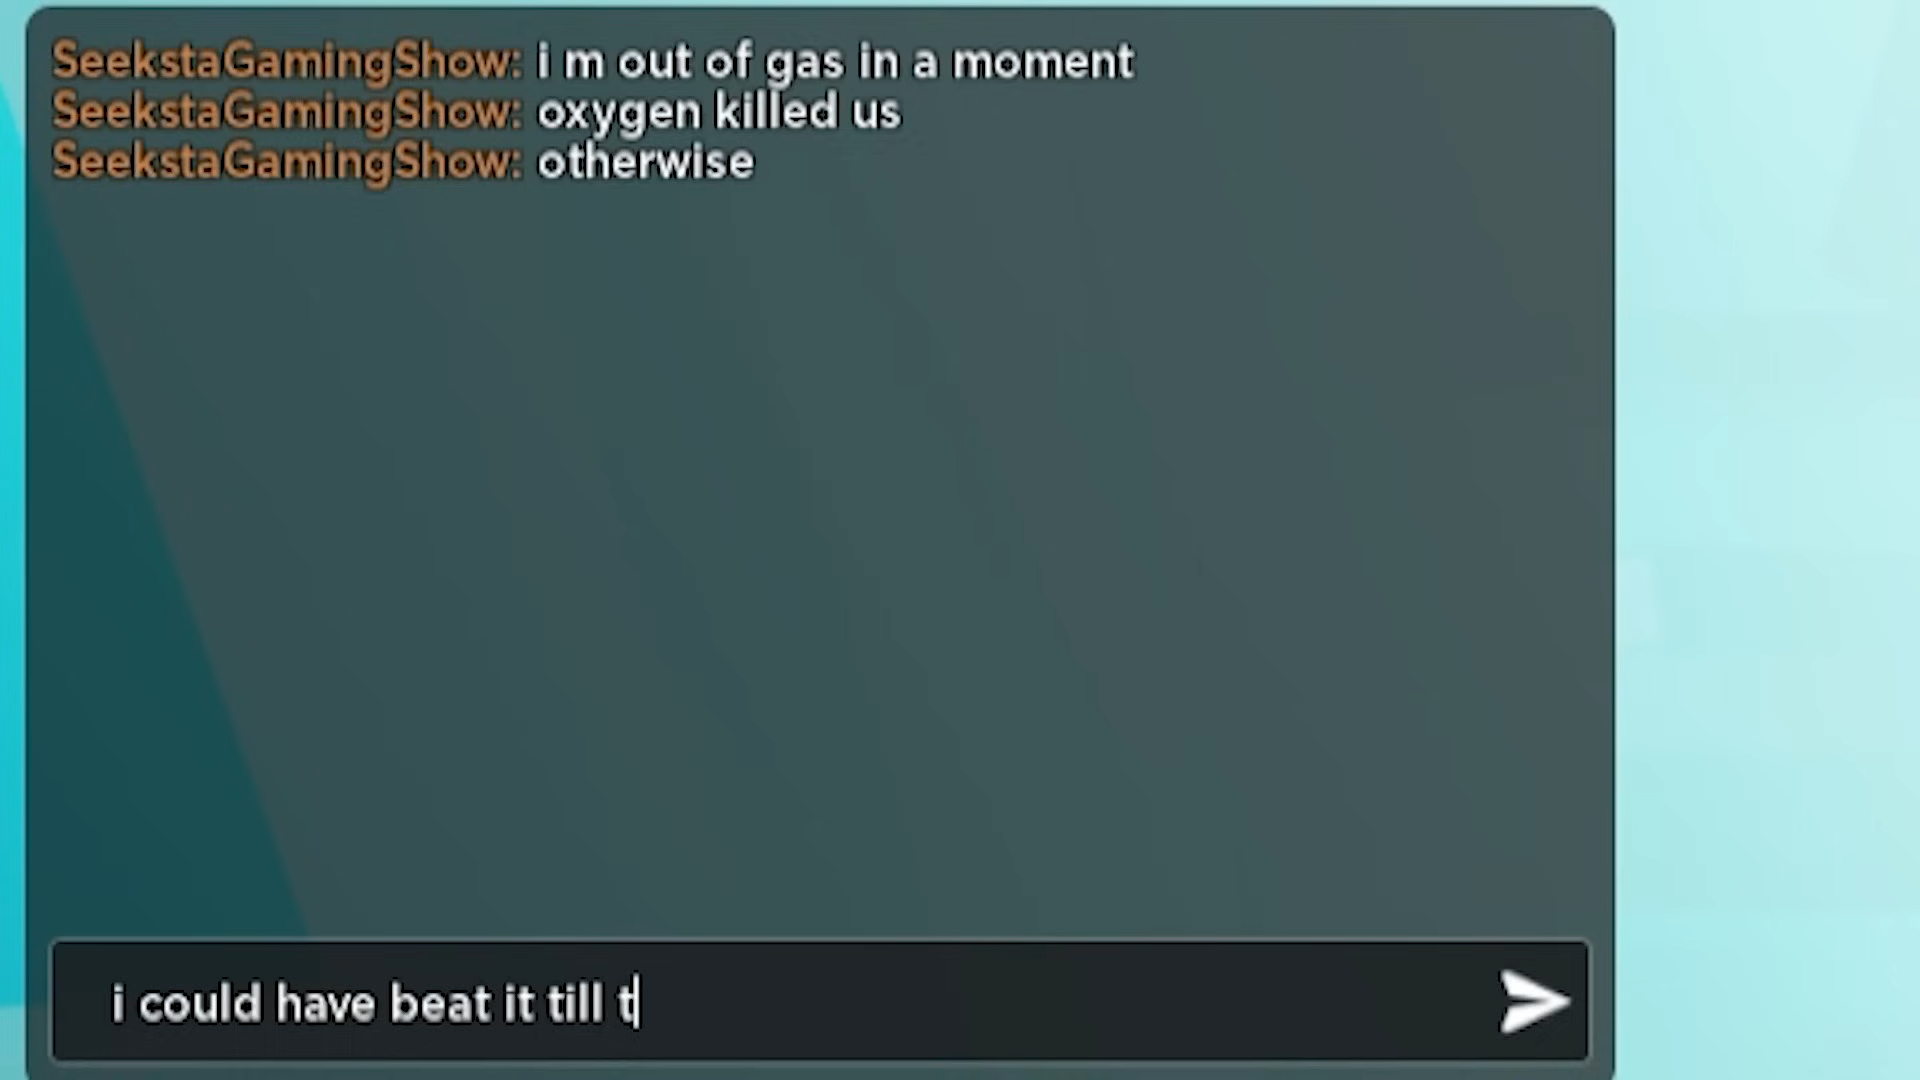 SeekstaGamingShow: i m out of gas in a moment
SeekstaGamingShow: oxygen killed us
SeekstaGamingShow: otherwise
i could have beat it till t